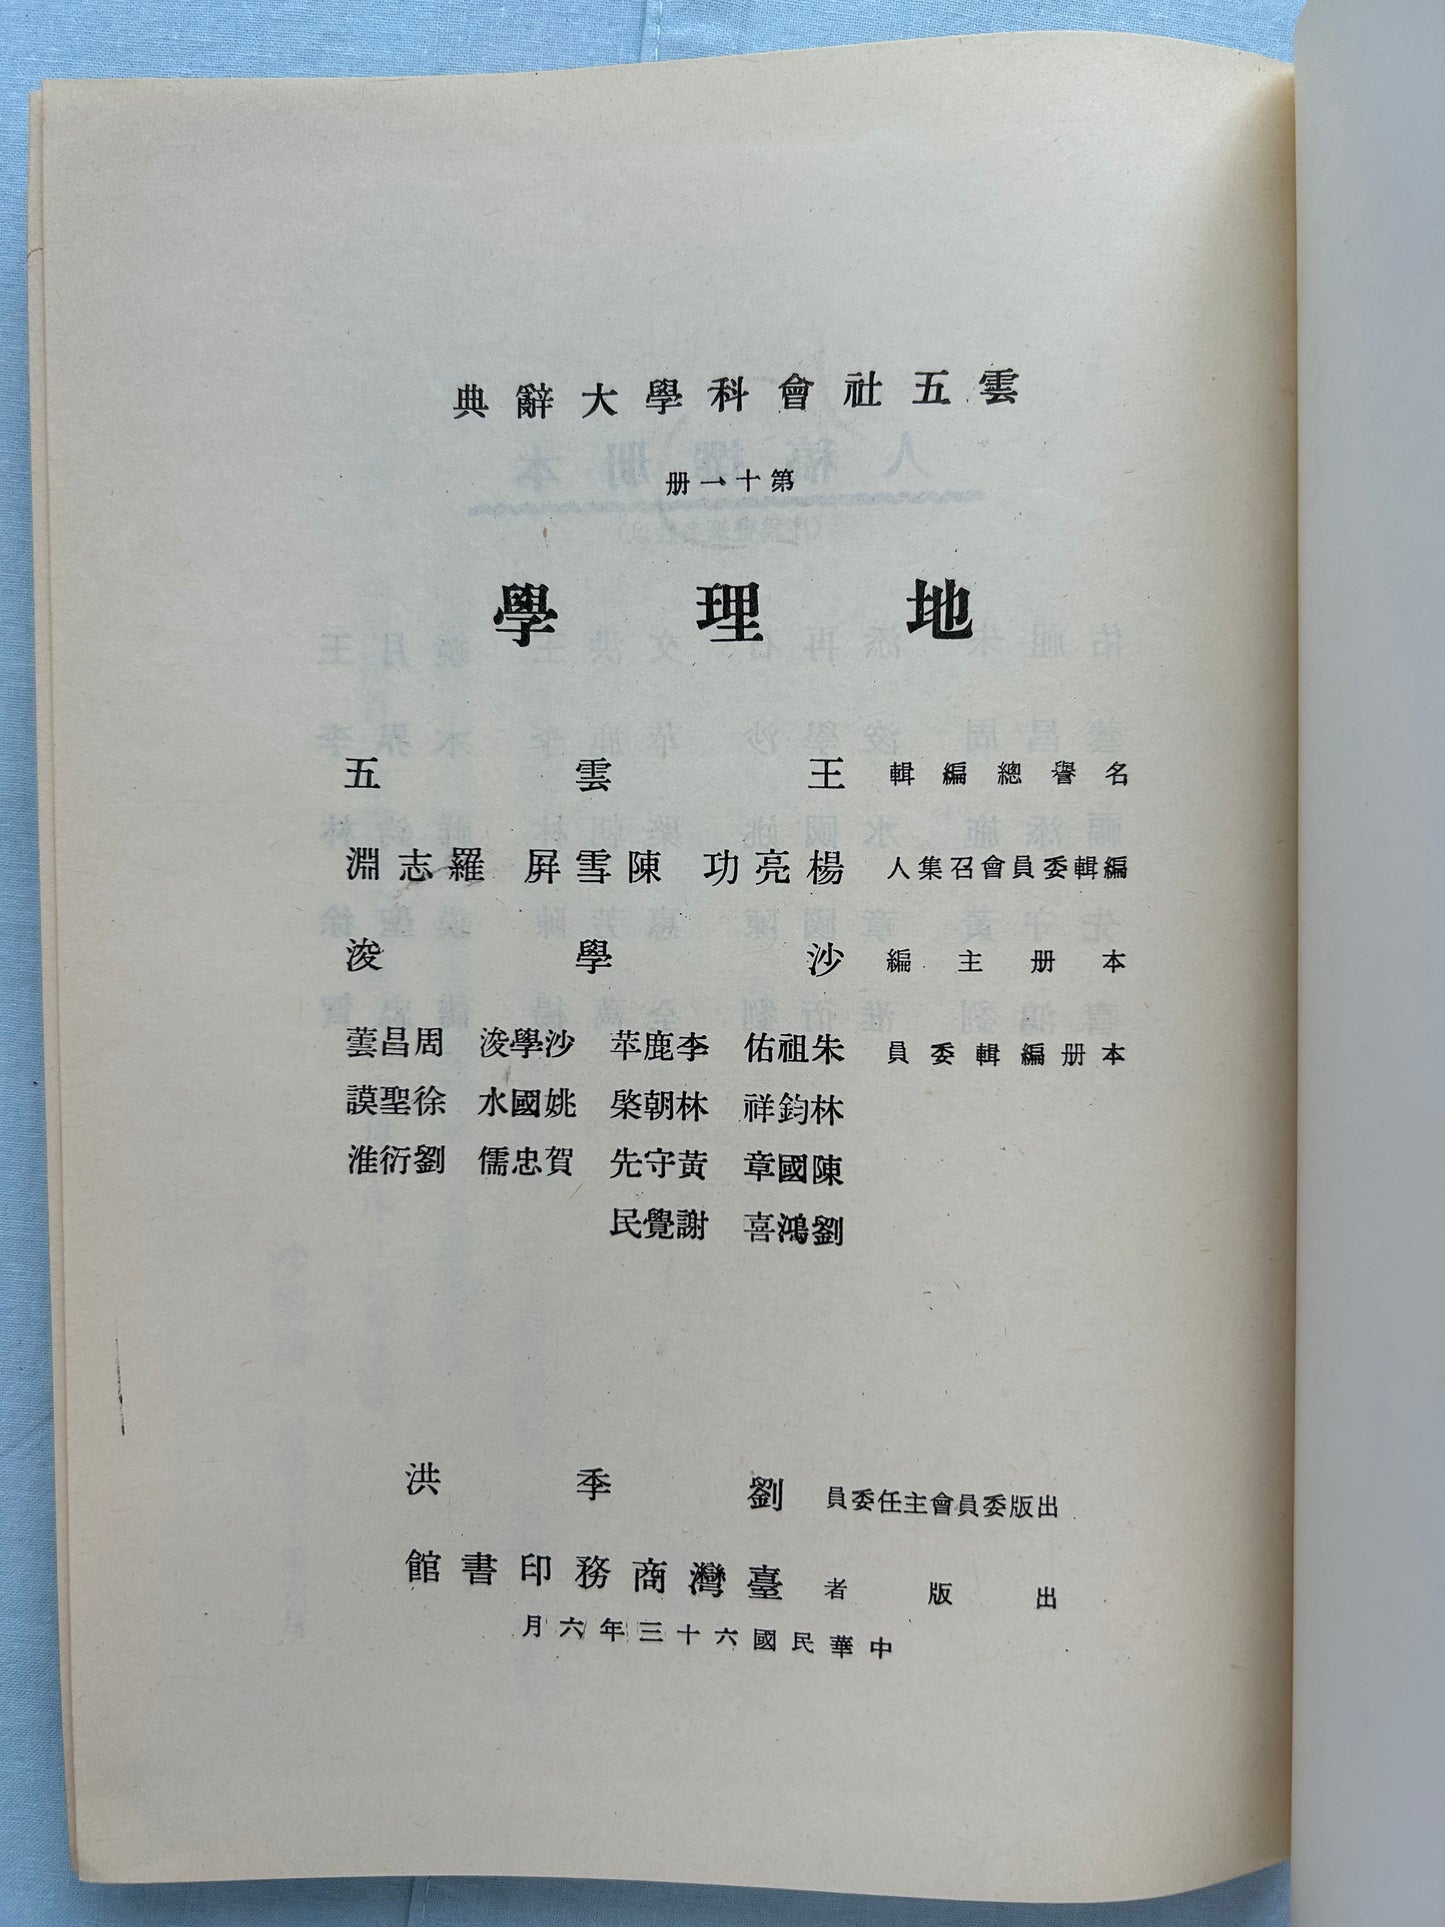 雲五社會科學大辭典
第十一册
地理學
名譽總編輯 王雲五
編輯委員會召集人 楊亮功 陳雪屛 羅志淵
本册主編 沙學浚
本册編輯委員 朱祖佑 李鹿苹 沙學浚 周昌蕓
林鈞祥 林朝棨 姚國水 徐聖謨
陳國章 黃守先 賀忠儒 劉衍淮
劉鴻喜 謝覺民
出版委員會主任委員 劉季洪
出版者 臺灣商務印書館
中華民國六十三年六月